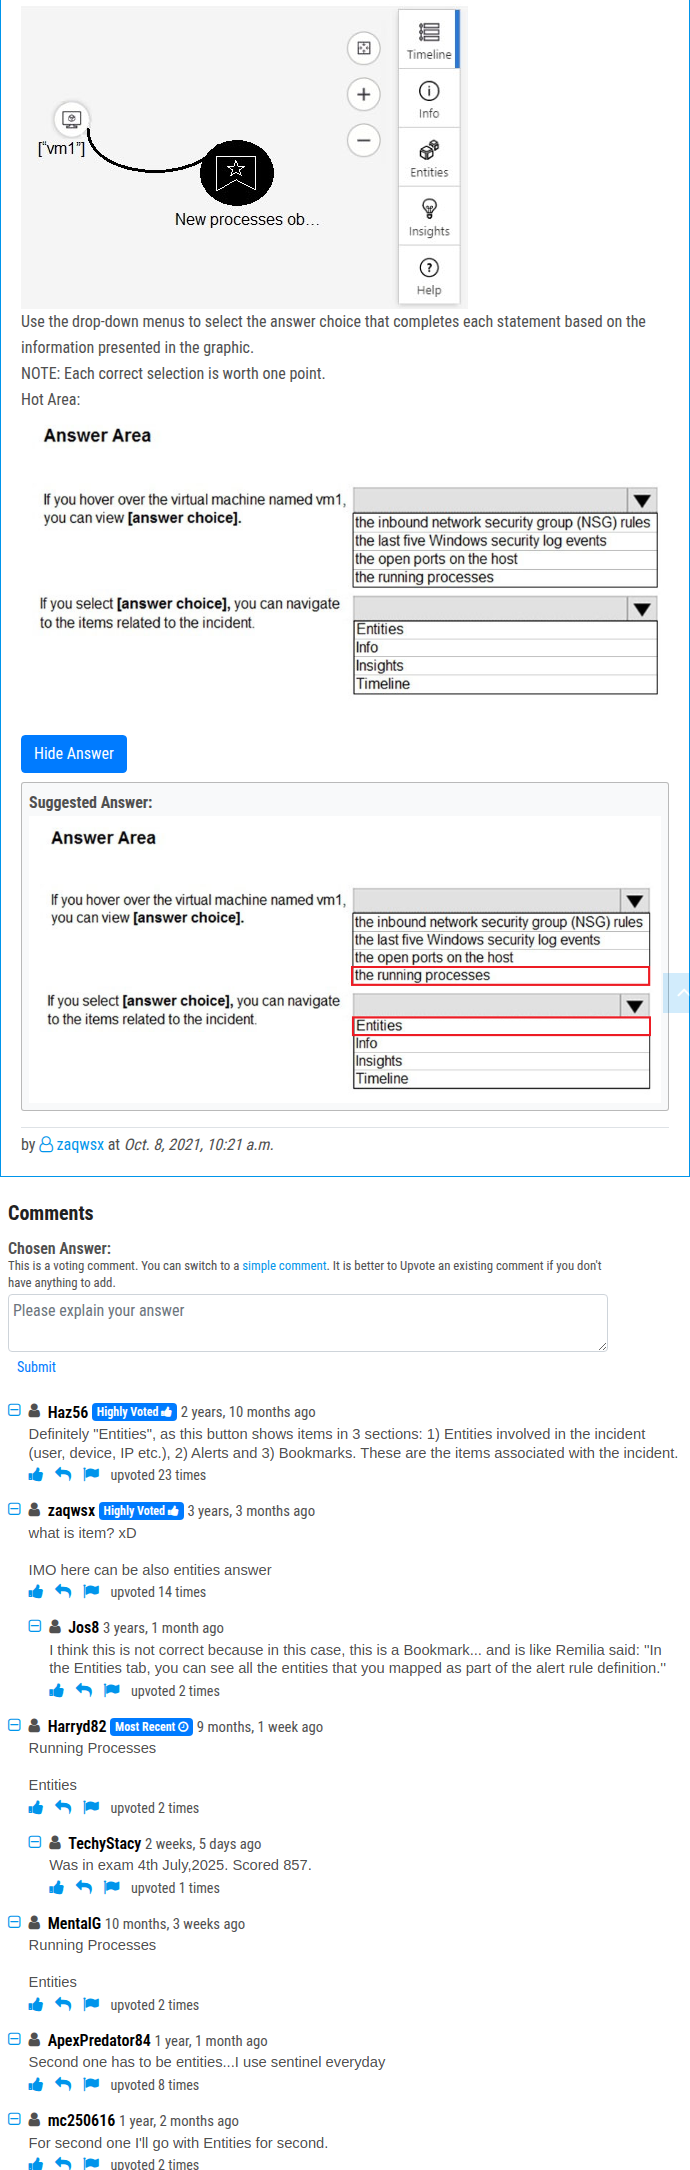 Timeline
Info
["vm1"]
Entities
New processes ob...
Insights
Help
Use the drop-down menus to select the answer choice that completes each statement based on the
information presented in the graphic.
NOTE: Each correct selection is worth one point.
Hot Area:
Answer Area
If you hover over the virtual machine named vm1,
you can view [answer choice].
the inbound network security group (NSG) rules
the last five Windows security log events
the open ports on the host
the running processes
If you select [answer choice], you can navigate
to the items related to the incident.
Entities
Info
Insights
Timeline
Hide Answer
Suggested Answer:
Answer Area
If you hover over the virtual machine named vm1,
you can view [answer choice].
the inbound network security group (NSG) rules
the last five Windows security log events
the open ports on the host
the running processes
If you select [answer choice], you can navigate
to the items related to the incident.
Entities
Info
Insights
Timeline
by zaqwsx at Oct. 8, 2021, 10:21 a.m.
Comments
Chosen Answer:
This is a voting comment. You can switch to a simple comment. It is better to Upvote an existing comment if you don't
have anything to add.
Please explain your answer
Submit
Haz56 Highly Voted 2 years, 10 months ago
Definitely "Entities", as this button shows items in 3 sections: 1) Entities involved in the incident
(user, device, IP etc.), 2) Alerts and 3) Bookmarks. These are the items associated with the incident.
upvoted 23 times
zaqwsx Highly Voted 3 years, 3 months ago
what is item? xD
IMO here can be also entities answer
upvoted 14 times
Jos8 3 years, 1 month ago
I think this is not correct because in this case, this is a Bookmark... and is like Remilia said: "In
the Entities tab, you can see all the entities that you mapped as part of the alert rule definition."
upvoted 2 times
Harryd82 Most Recent 9 months, 1 week ago
Running Processes
Entities
upvoted 2 times
TechyStacy 2 weeks, 5 days ago
Was in exam 4th July,2025. Scored 857.
upvoted 1 times
MentalG 10 months, 3 weeks ago
Running Processes
Entities
upvoted 2 times
ApexPredator84 1 year, 1 month ago
Second one has to be entities...I use sentinel everyday
upvoted 8 times
mc250616 1 year, 2 months ago
For second one I'll go with Entities for second.
upvoted 2 times